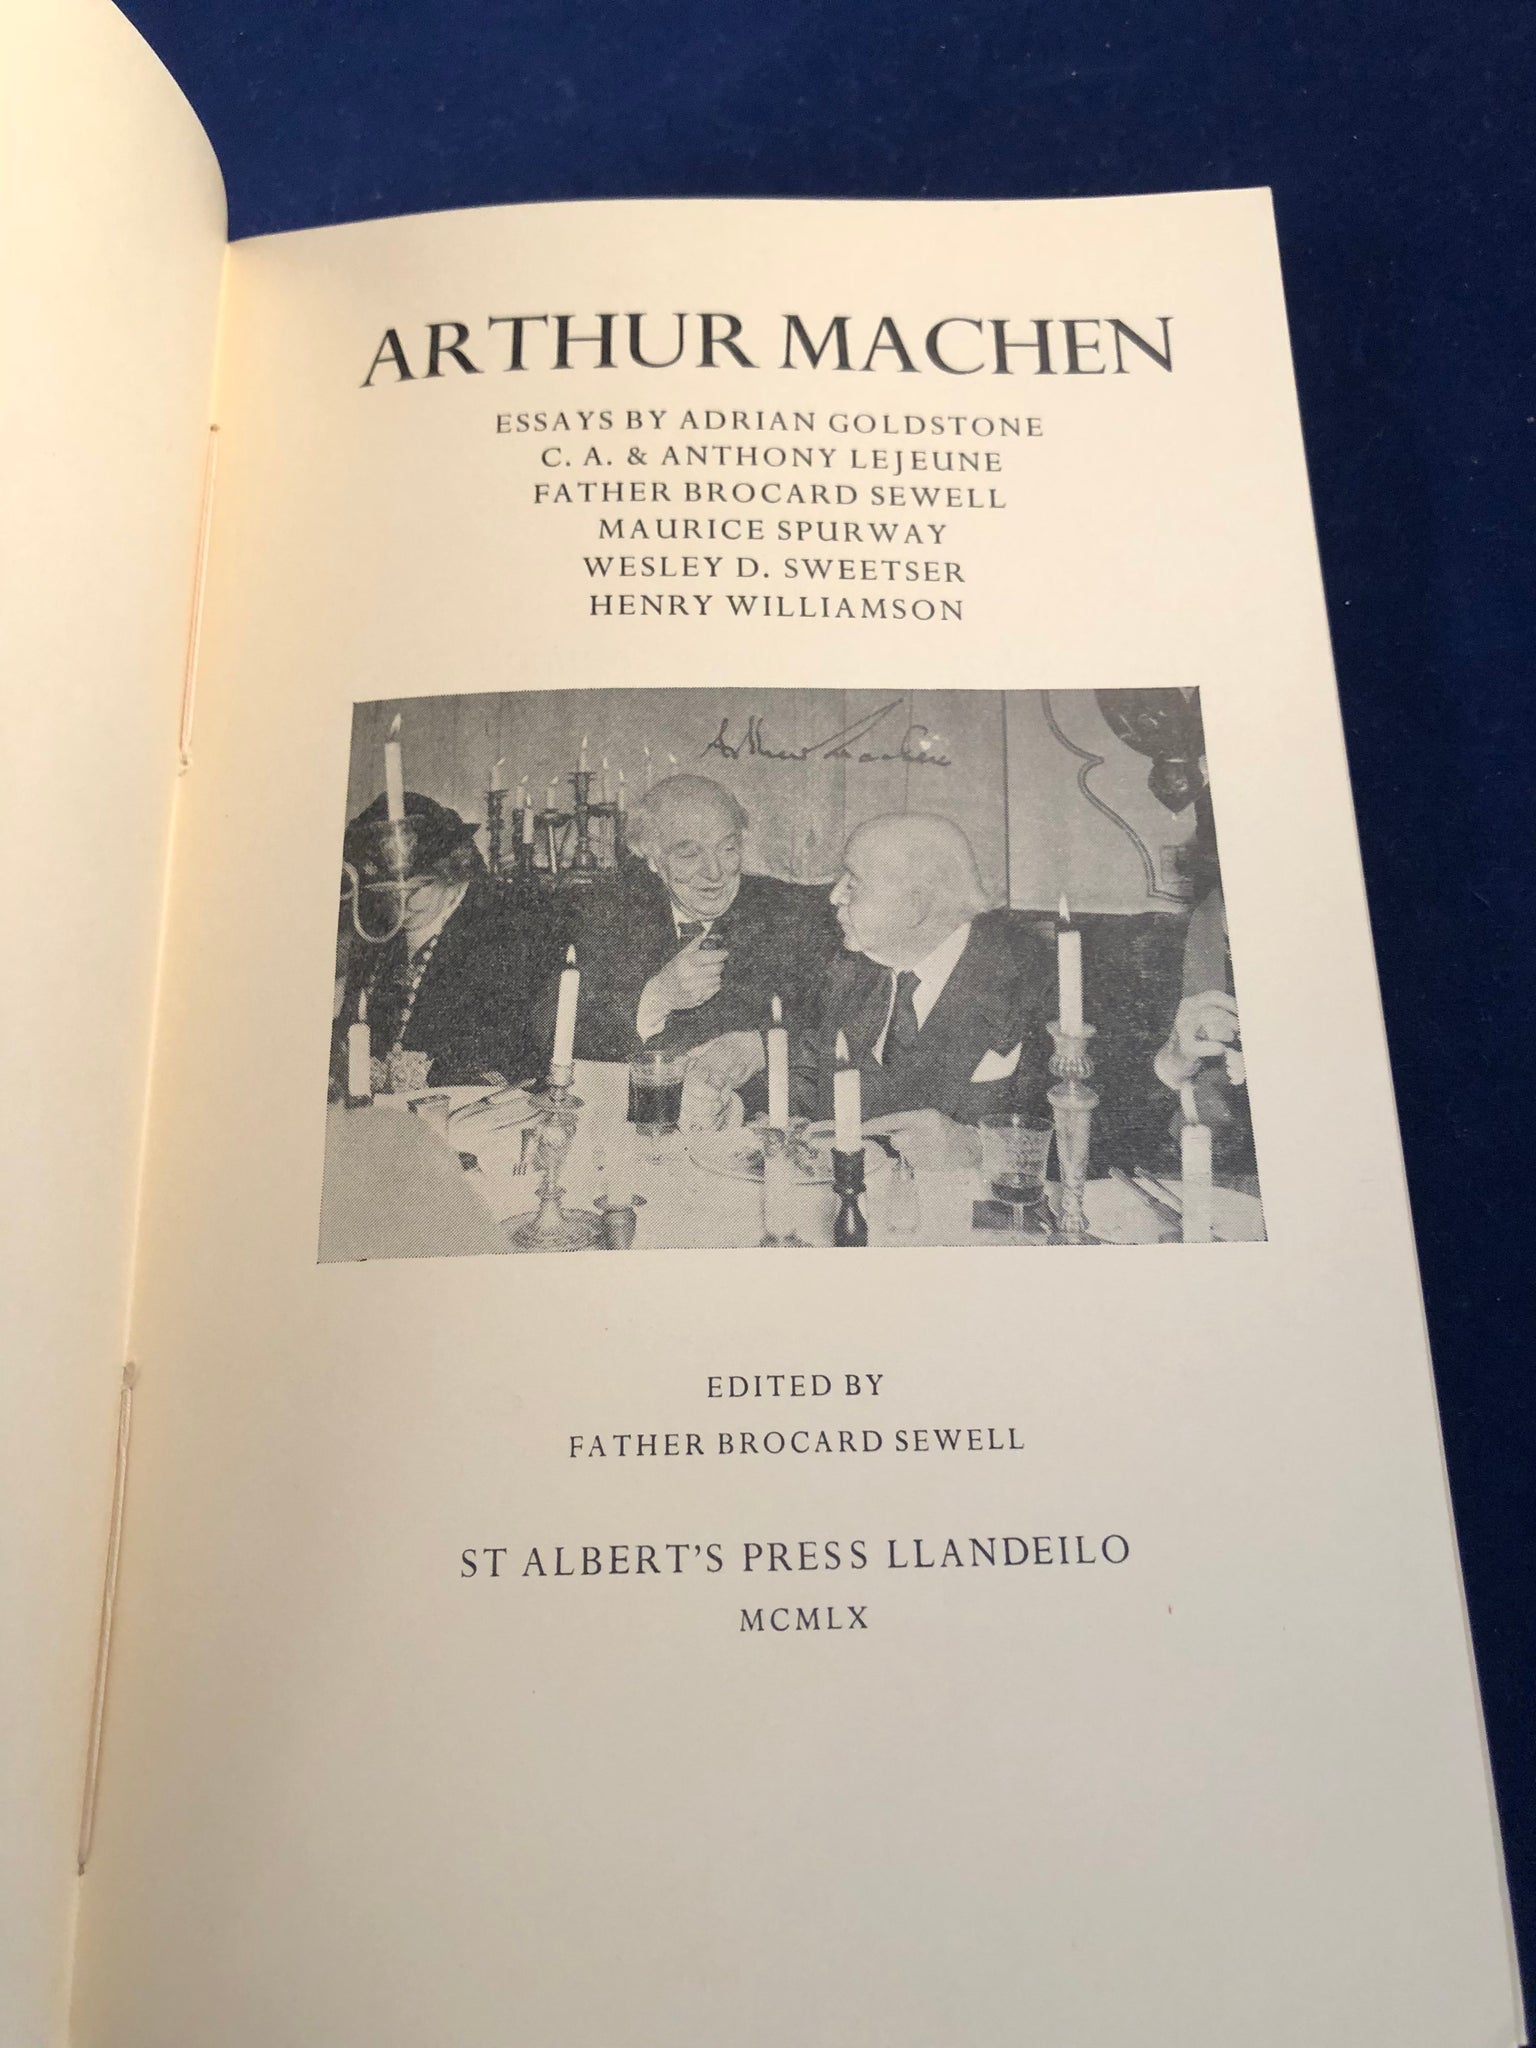 ARTHUR MACHEN
ESSAYS BY ADRIAN GOLDSTONE
C. A. & ANTHONY LEJEUNE
FATHER BROCARD SEWELL
MAURICE SPURWAY
WESLEY D. SWEETSER
HENRY WILLIAMSON
Arthur Machen
EDITED BY
FATHER BROCARD SEWELL
ST ALBERT'S PRESS LLANDEILO
MCMLX